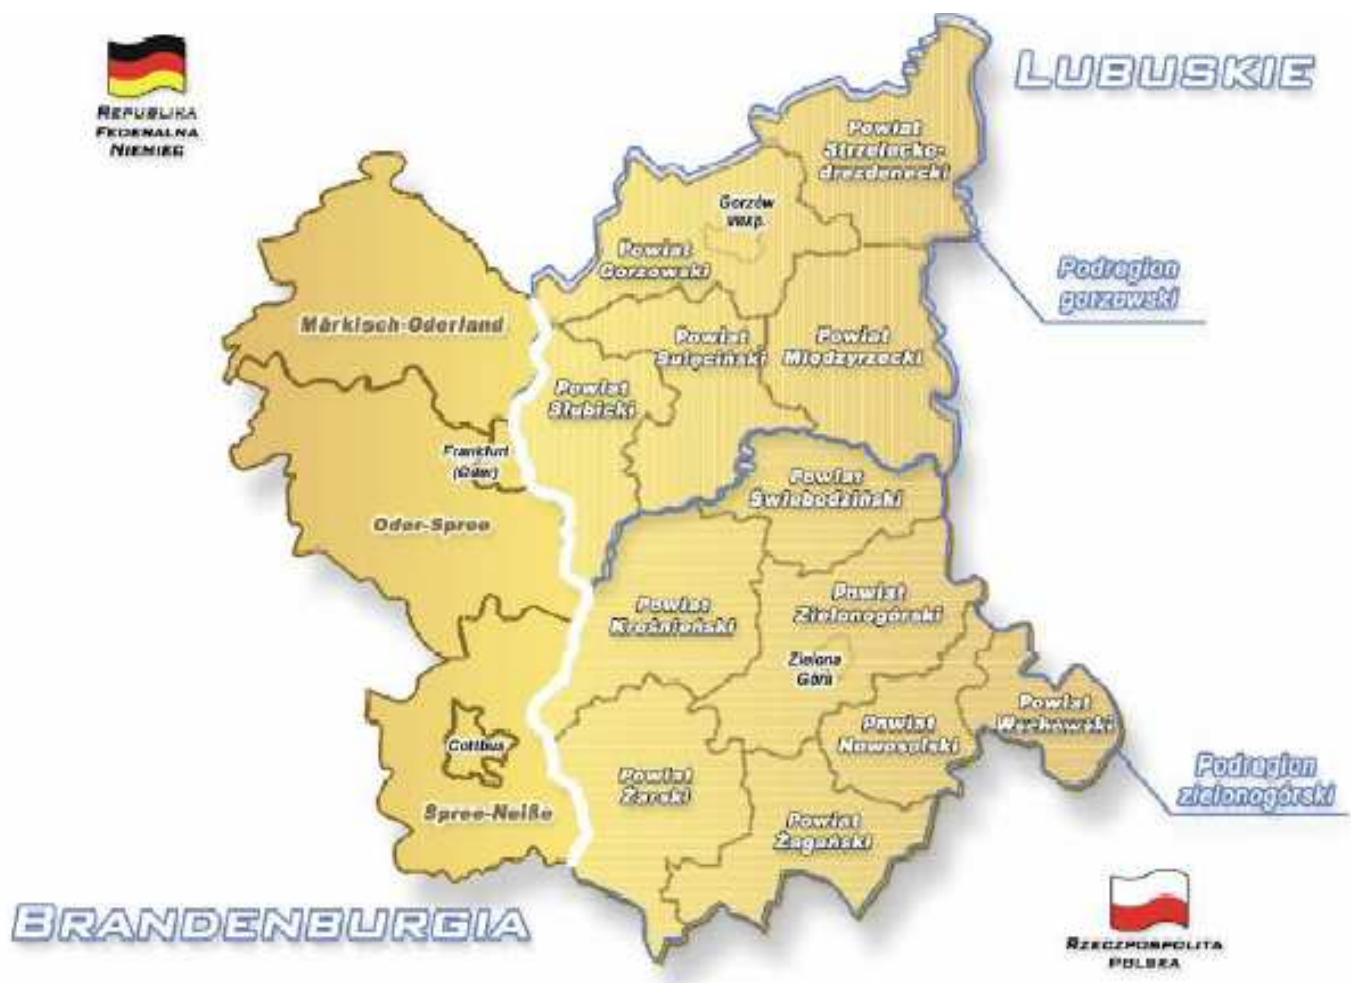 REPUBLIKA
FEDERALNA
NIEMIEC
LUBUSKIE
Powiat
Strzelecko-
drezdenecki
Gorzów
Wlkp.
Powiat
Gorzowski
Podregion
gorzowski
Märkisch-Oderland
Powiat
Sulęciński
Powiat
Międzyrzecki
Powiat
Słubicki
Frankfurt
(Oder)
Powiat
Świebodziński
Oder-Spree
Powiat
Krośnieński
Powiat
Zielonogórski
Zielona
Góra
Powiat
Wschowski
Powiat
Nowosolski
Cottbus
Powiat
Żarski
Podregion
zielonogórski
Spree-Neiße
Powiat
Żagański
BRANDENBURGIA
RZECZPOSPOLITA
POLSKA